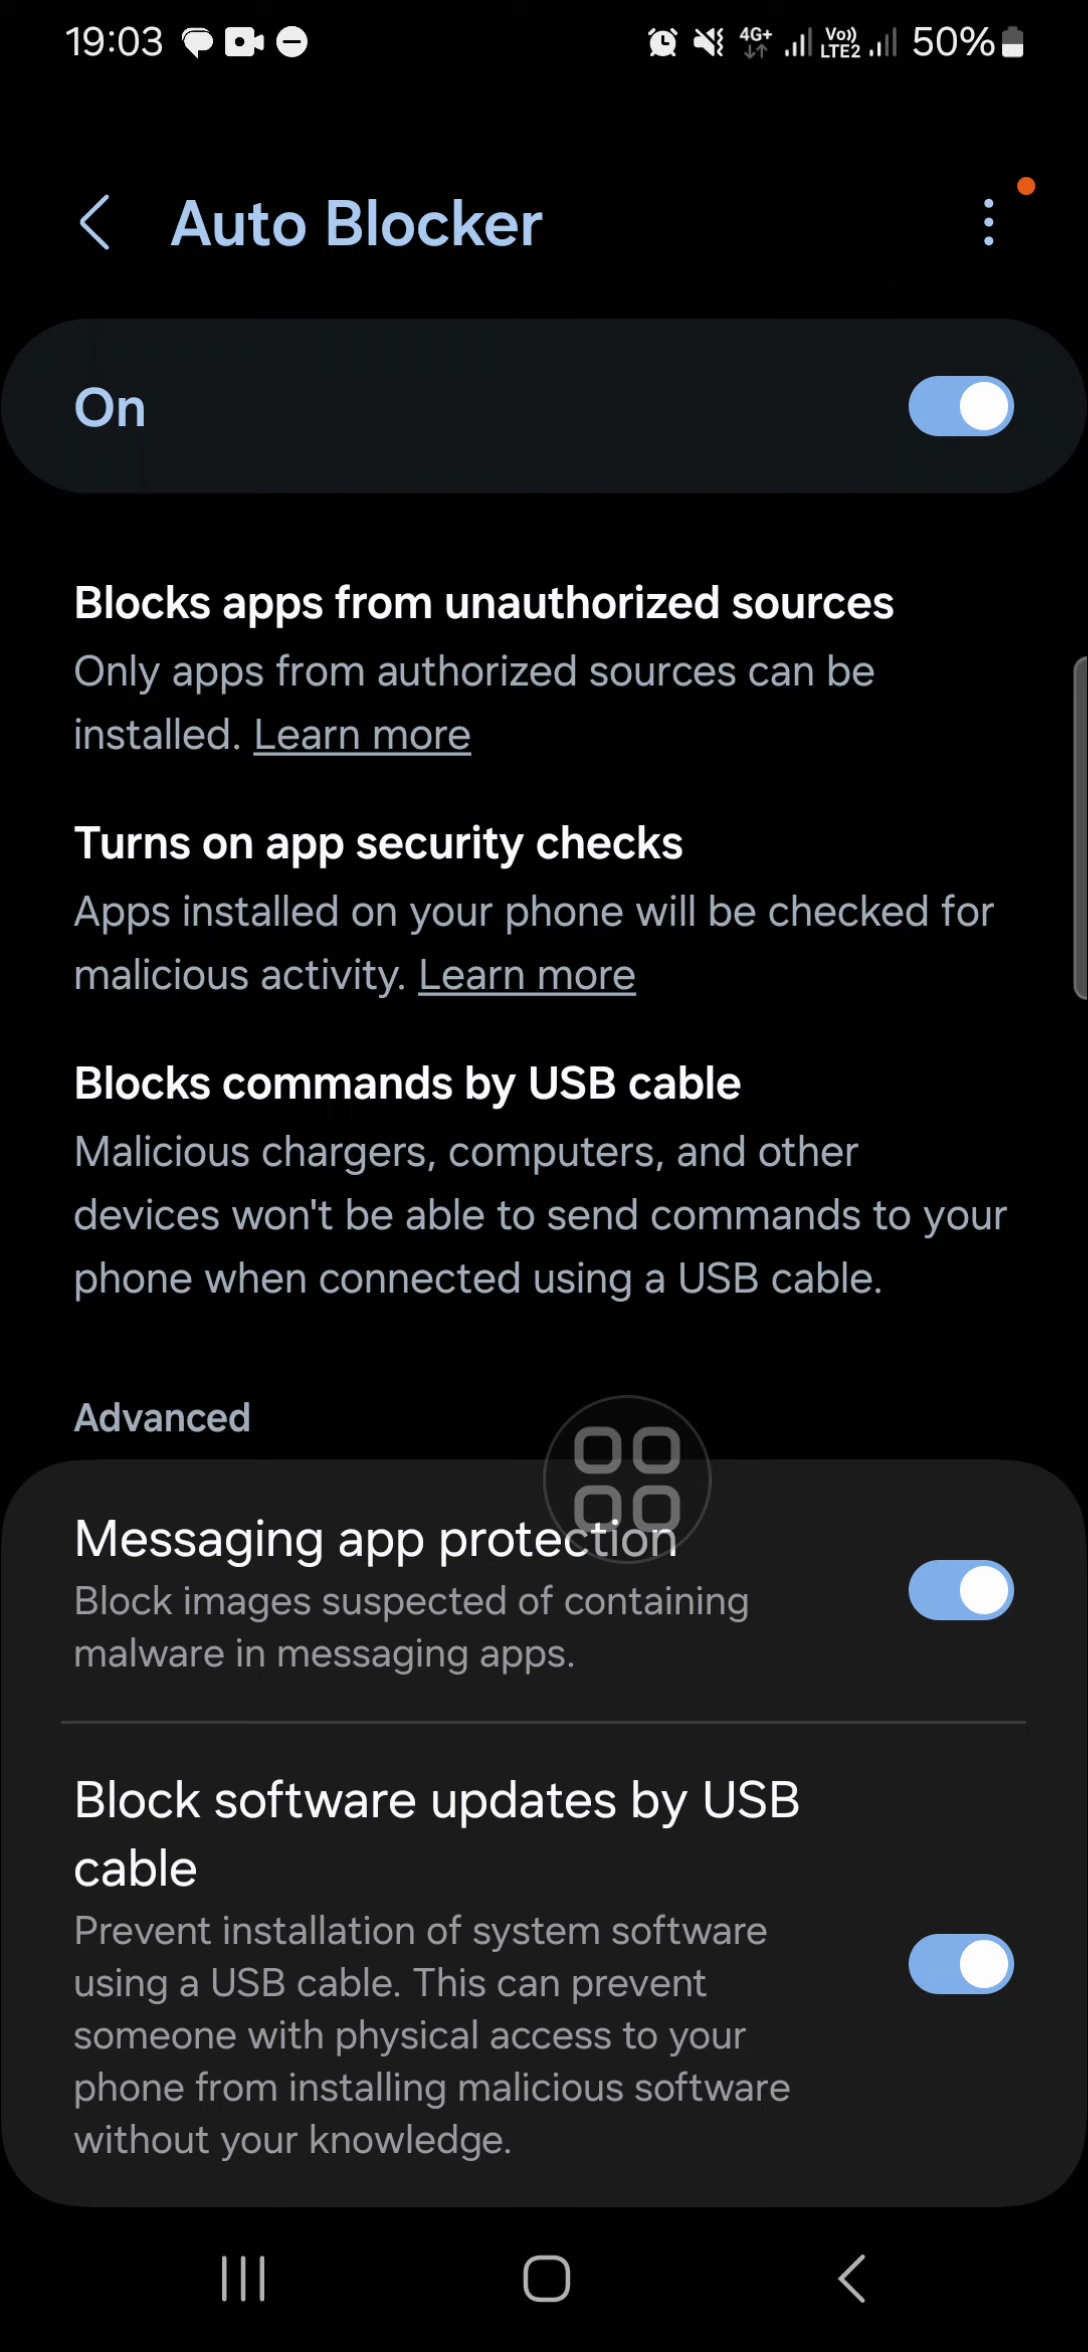 19:03 4G+ Vo)) LTE2 50%
Auto Blocker
On
Blocks apps from unauthorized sources
Only apps from authorized sources can be
installed. Learn more
Turns on app security checks
Apps installed on your phone will be checked for
malicious activity. Learn more
Blocks commands by USB cable
Malicious chargers, computers, and other
devices won't be able to send commands to your
phone when connected using a USB cable.
Advanced
Messaging app protection
Block images suspected of containing
malware in messaging apps.
Block software updates by USB
cable
Prevent installation of system software
using a USB cable. This can prevent
someone with physical access to your
phone from installing malicious software
without your knowledge.